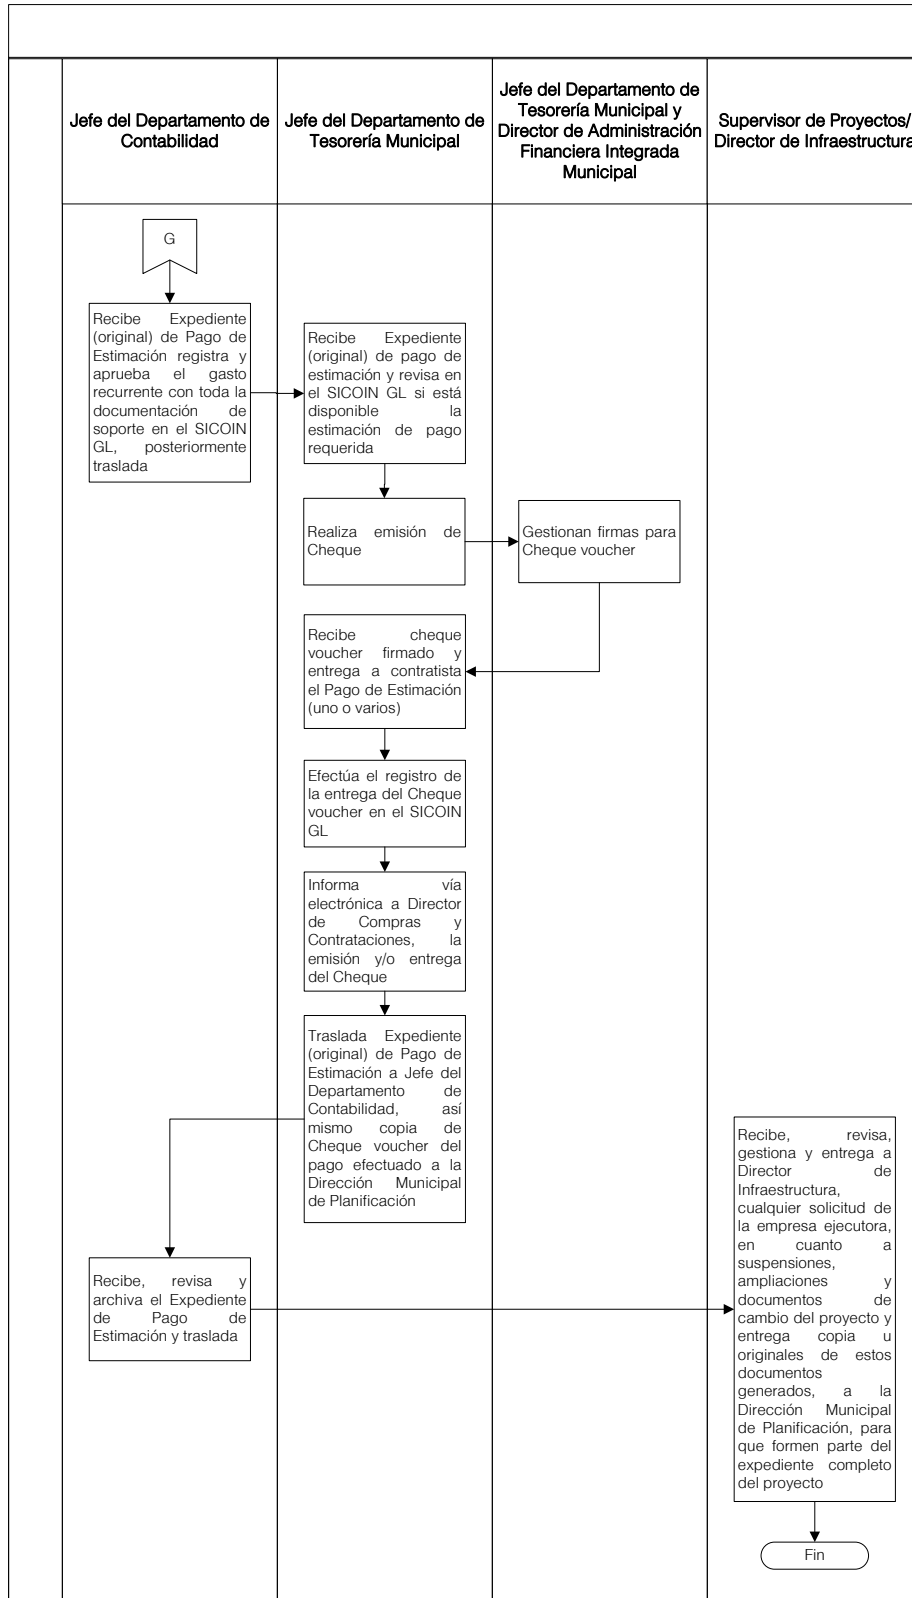 Jefe del Departamento de
Contabilidad
Jefe del Departamento de
Tesorería Municipal
Jefe del Departamento de
Tesorería Municipal y
Director de Administración
Financiera Integrada
Municipal
Supervisor de Proyectos/
Director de Infraestructura
G
Recibe Expediente
(original) de Pago de
Estimación registra y
aprueba el gasto
recurrente con toda la
documentación de
soporte en el SICOIN
GL, posteriormente
traslada
Recibe Expediente
(original) de pago de
estimación y revisa en
el SICOIN GL si está
disponible la
estimación de pago
requerida
Realiza emisión de
Cheque
Gestionan firmas para
Cheque voucher
Recibe cheque
voucher firmado y
entrega a contratista
el Pago de Estimación
(uno o varios)
Efectúa el registro de
la entrega del Cheque
voucher en el SICOIN
GL
Informa vía
electrónica a Director
de Compras y
Contrataciones, la
emisión y/o entrega
del Cheque
Traslada Expediente
(original) de Pago de
Estimación a Jefe del
Departamento de
Contabilidad, así
mismo copia de
Cheque voucher del
pago efectuado a la
Dirección Municipal
de Planificación
Recibe, revisa y
archiva el Expediente
de Pago de
Estimación y traslada
Recibe, revisa,
gestiona y entrega a
Director de
Infraestructura,
cualquier solicitud de
la empresa ejecutora,
en cuanto a
suspensiones,
ampliaciones y
documentos de
cambio del proyecto y
entrega copia u
originales de estos
documentos
generados, a la
Dirección Municipal
de Planificación, para
que formen parte del
expediente completo
del proyecto
Fin